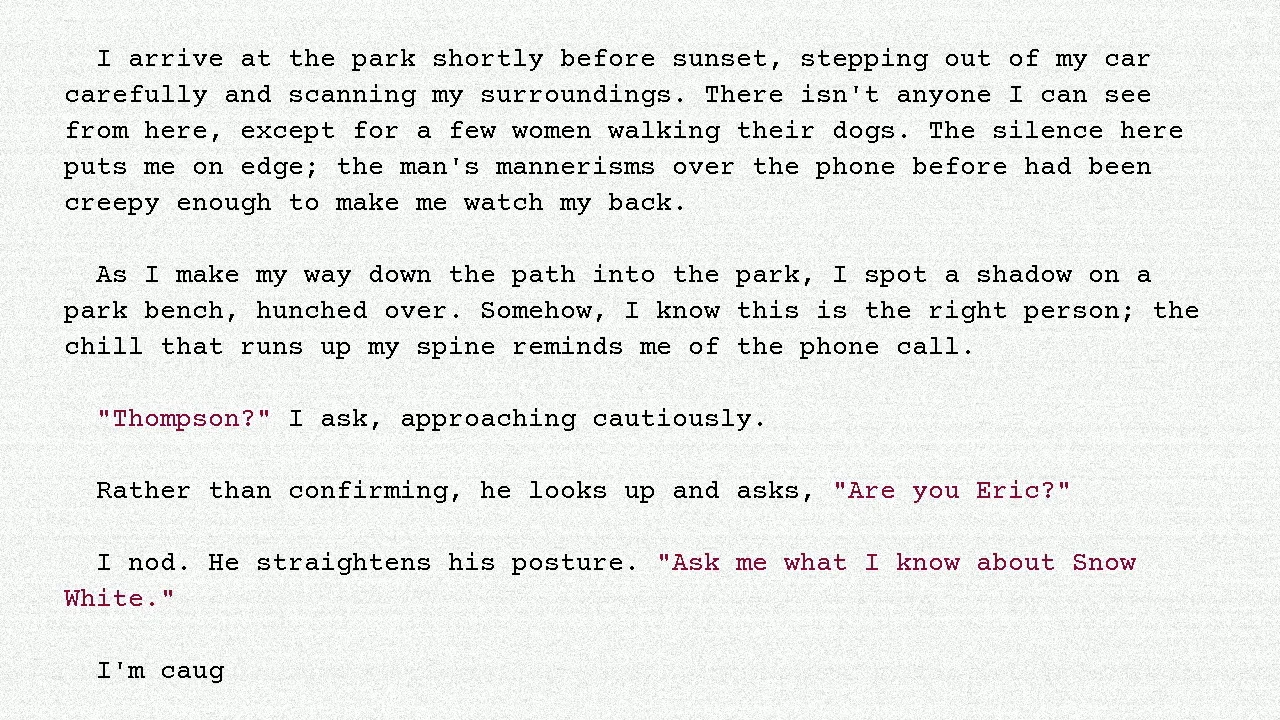 I arrive at the park shortly before sunset, stepping out of my car
carefully and scanning my surroundings. There isn't anyone I can see
from here, except for a few women walking their dogs. The silence here
puts me on edge; the man's mannerisms over the phone before had been
creepy enough to make me watch my back.
As I make my way down the path into the park, I spot a shadow on a
park bench, hunched over. Somehow, I know this is the right person; the
chill that runs up my spine reminds me of the phone call.
"Thompson?" I ask, approaching cautiously.
Rather than confirming, he looks up and asks, "Are you Eric?"
I nod. He straightens his posture. "Ask me what I know about Snow
White."
I'm caug